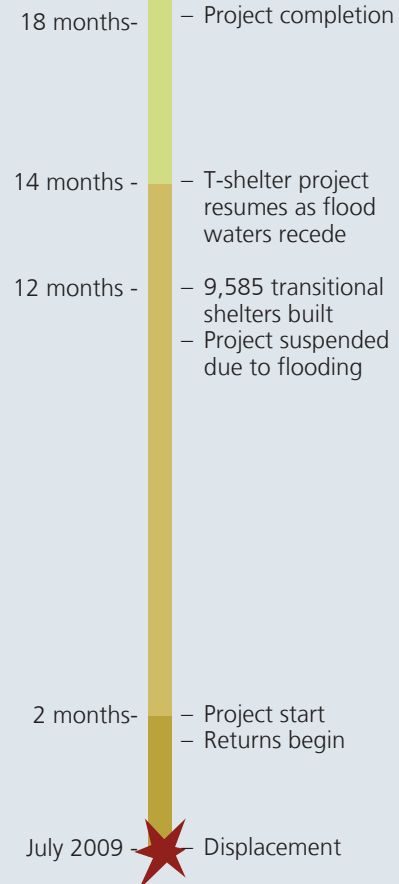 18 months- – Project completion
14 months - – T-shelter project
resumes as flood
waters recede
12 months - – 9,585 transitional
shelters built
– Project suspended
due to flooding
2 months- – Project start
– Returns begin
July 2009 - – Displacement